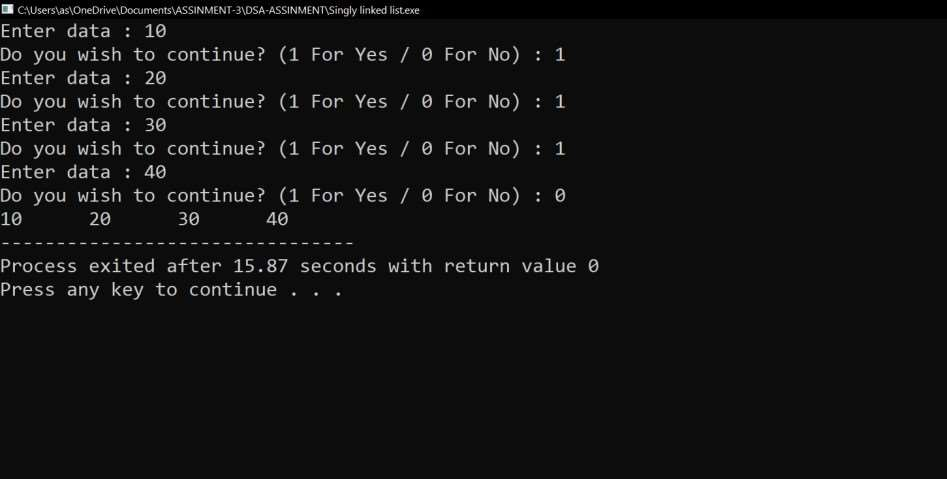 C:\Users\as\OneDrive\Documents\ASSINMENT-3\DSA-ASSINMENT\Singly linked list.exe
Enter data : 10
Do you wish to continue? (1 For Yes / 0 For No) : 1
Enter data : 20
Do you wish to continue? (1 For Yes / 0 For No) : 1
Enter data : 30
Do you wish to continue? (1 For Yes / 0 For No) : 1
Enter data : 40
Do you wish to continue? (1 For Yes / 0 For No) : 0
10      20      30      40
--------------------------------
Process exited after 15.87 seconds with return value 0
Press any key to continue . . .